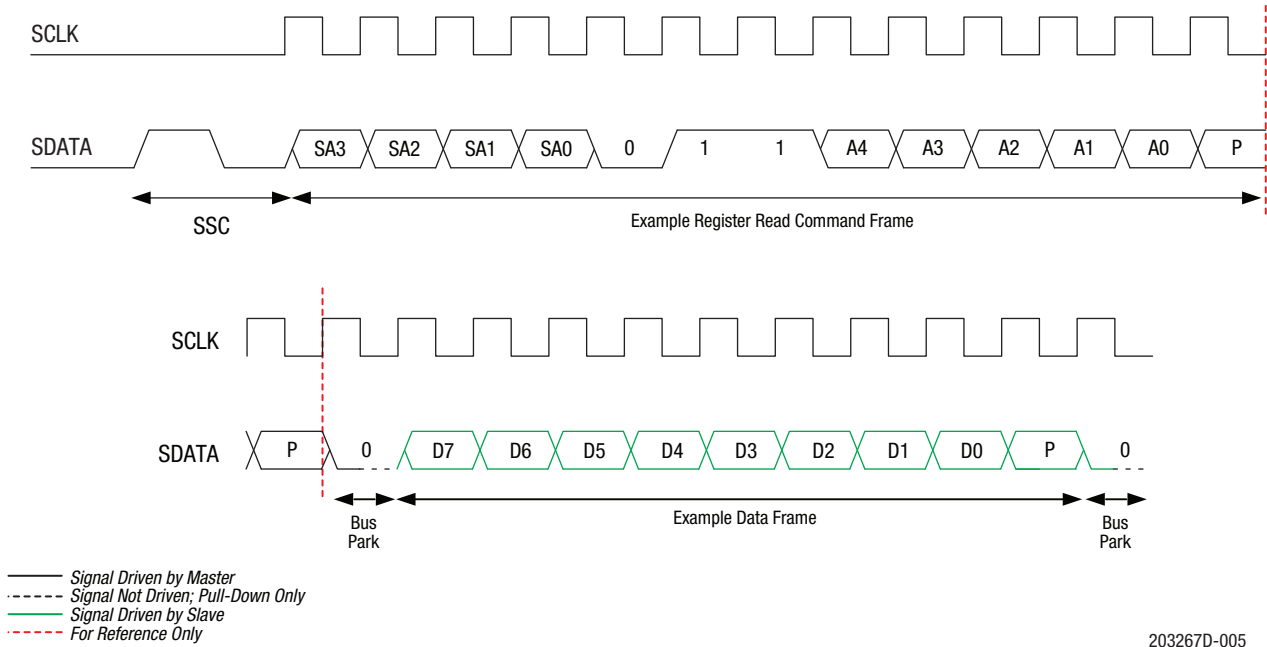 SCLK
SDATA SA3 SA2 SA1 SA0 0 1 1 A4 A3 A2 A1 A0 P
SSC
Example Register Read Command Frame
SCLK
SDATA P 0 D7 D6 D5 D4 D3 D2 D1 D0 P 0
Bus
Park
Example Data Frame
Bus
Park
Signal Driven by Master
Signal Not Driven; Pull-Down Only
Signal Driven by Slave
For Reference Only
203267D-005